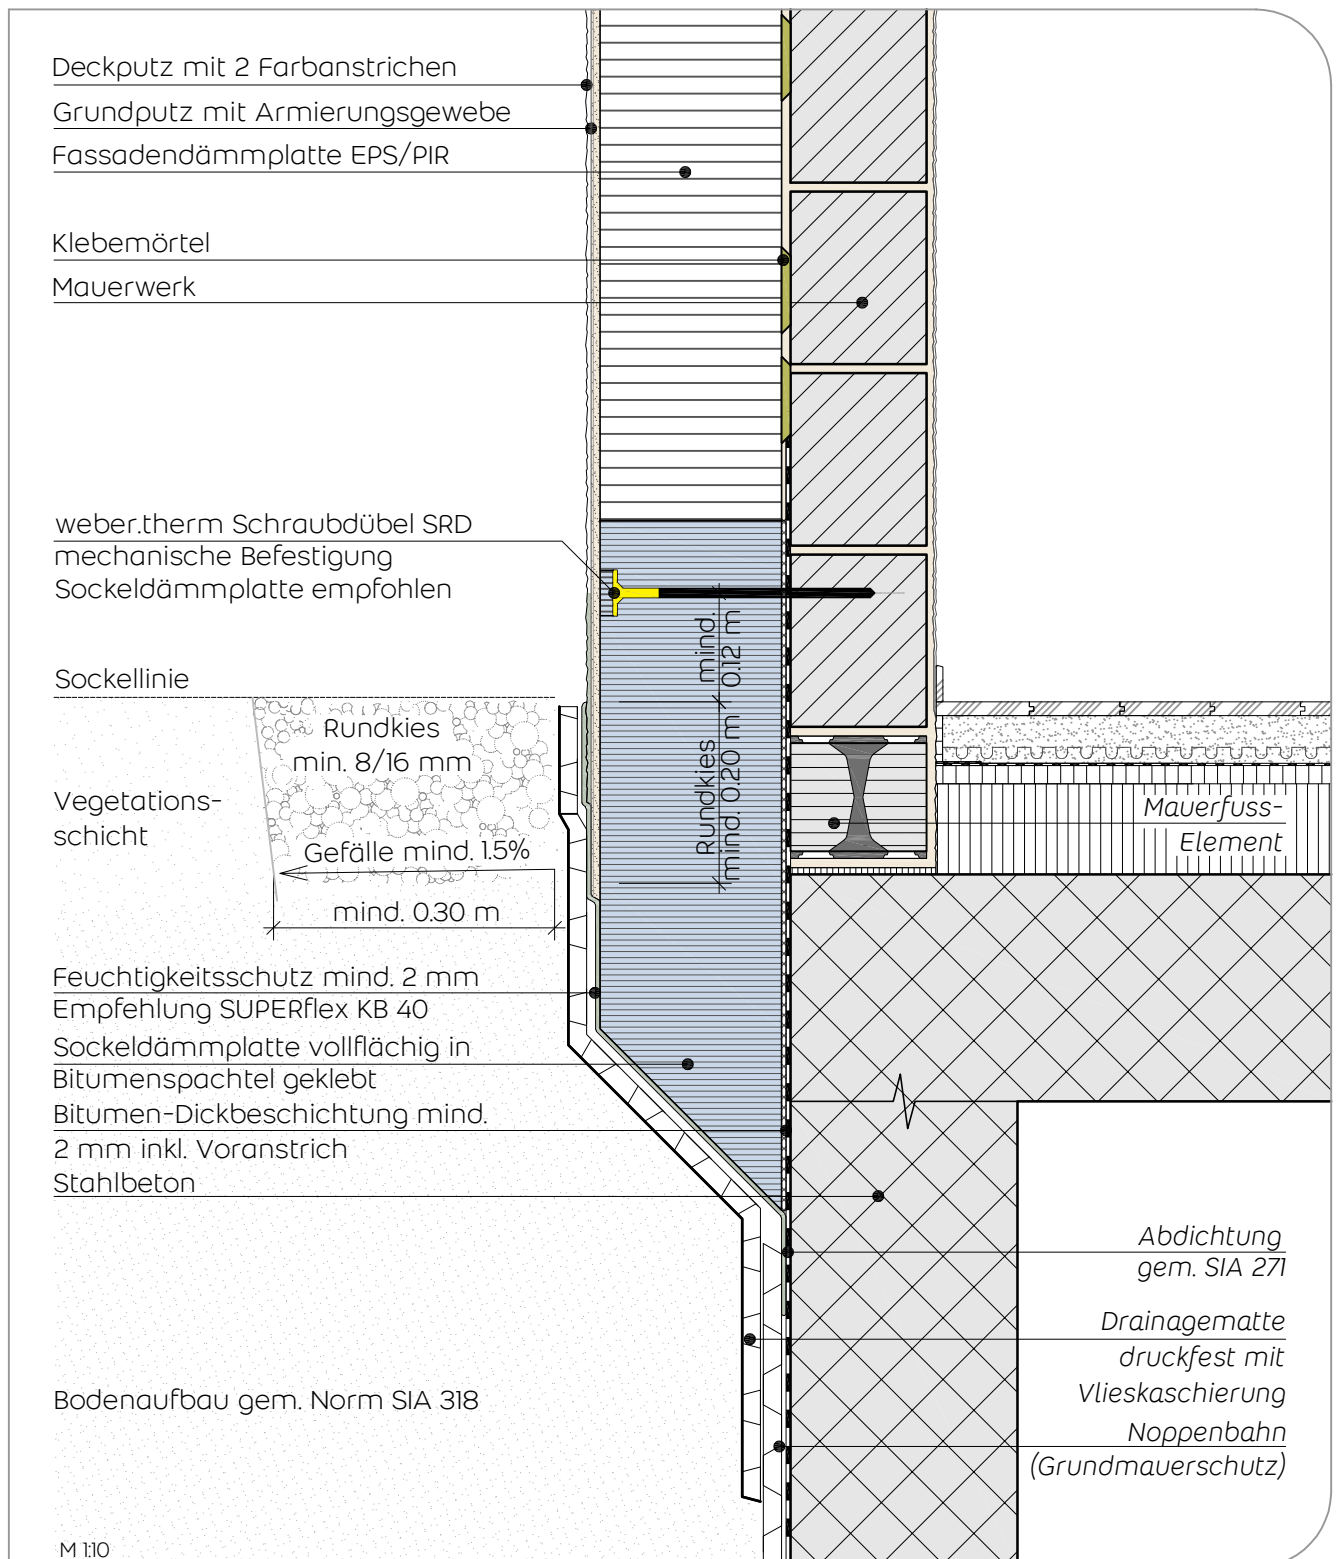 Deckputz mit 2 Farbanstrichen
Grundputz mit Armierungsgewebe
Fassadendämmplatte EPS/PIR
Klebemörtel
Mauerwerk
weber.therm Schraubdübel SRD
mechanische Befestigung
Sockeldämmplatte empfohlen
mind.
0.12 m
Sockellinie
Rundkies
min. 8/16 mm
Rundkies
mind. 0.20 m
Vegetations-
schicht
Mauerfuss-
Element
Gefälle mind. 1.5%
mind. 0.30 m
Feuchtigkeitsschutz mind. 2 mm
Empfehlung SUPERflex KB 40
Sockeldämmplatte vollflächig in
Bitumenspachtel geklebt
Bitumen-Dickbeschichtung mind.
2 mm inkl. Voranstrich
Stahlbeton
Abdichtung
gem. SIA 271
Drainagematte
druckfest mit
Vlieskaschierung
Noppenbahn
(Grundmauerschutz)
Bodenaufbau gem. Norm SIA 318
M 1:10